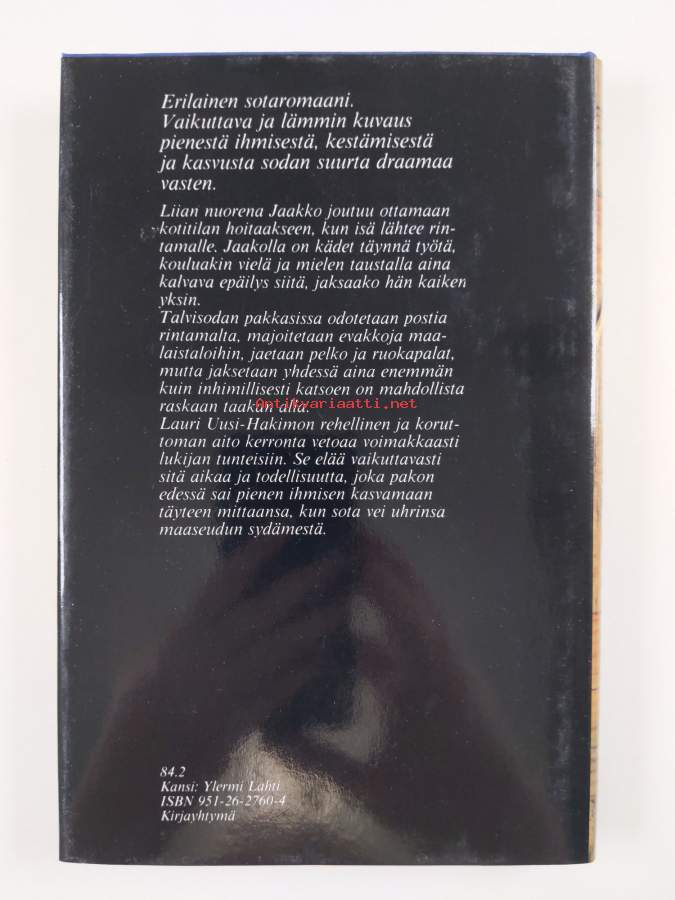 Erilainen sotaromaani.
Vaikuttava ja lämmin kuvaus
pienestä ihmisestä, kestämisestä
ja kasvusta sodan suurta draamaa
vasten.
Liian nuorena Jaakko joutuu ottamaan
kotitilan hoitaakseen, kun isä lähtee rin-
tamalle. Jaakolla on kädet täynnä työtä,
kouluakin vielä ja mielen taustalla aina
kalvava epäilys siitä, jaksaako hän kaiken
yksin.
Talvisodan pakkasissa odotetaan postia
rintamalta, majoitetaan evakkoja maa-
laistaloihin, jaetaan pelko ja ruokapalat,
mutta jaksetaan yhdessä aina enemmän
kuin inhimillisesti katsoen on mahdollista
raskaan taakan alla.
Antikvariaatti.net
Lauri Uusi-Hakimon rehellinen ja korut-
toman aito kerronta vetoaa voimakkaasti
lukijan tunteisiin. Se elää vaikuttavasti
sitä aikaa ja todellisuutta, joka pakon
edessä sai pienen ihmisen kasvamaan
täyteen mittaansa, kun sota vei uhrinsa
maaseudun sydämestä.
84.2
Kansi: Ylermi Lahti
ISBN 951-26-2760-4
Kirjayhtymä